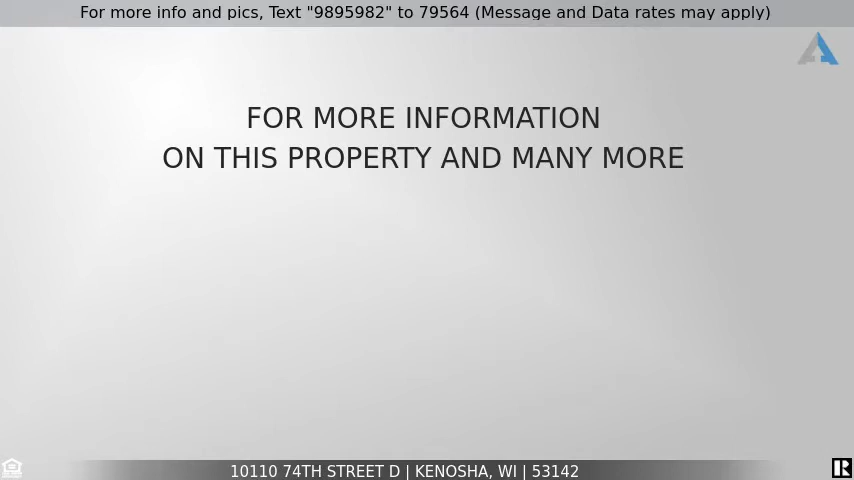 For more info and pics, Text "9895982" to 79564 (Message and Data rates may apply)
FOR MORE INFORMATION
ON THIS PROPERTY AND MANY MORE
10110 74TH STREET D | KENOSHA, WI | 53142